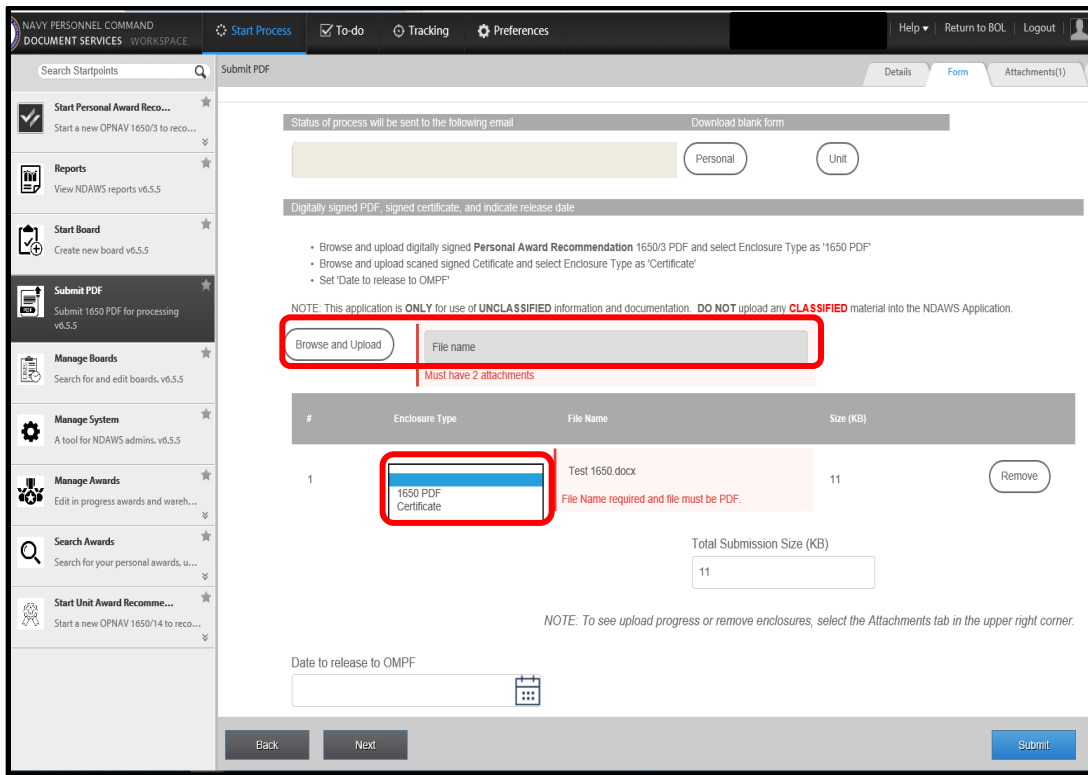 NAVY PERSONNEL COMMAND
DOCUMENT SERVICES WORKSPACE
Start Process
To-do
Tracking
Preferences
Help
Return to BOL
Logout
Search Startpoints
Submit PDF
Details
Form
Attachments(1)
Start Personal Award Reco...
Start a new OPNAV 1650/3 to reco...
Reports
View NDAWS reports v6.5.5
Start Board
Create new board v6.5.5
Submit PDF
Submit 1650 PDF for processing
v6.5.5
Manage Boards
Search for and edit boards. v6.5.5
Manage System
A tool for NDAWS admins. v6.5.5
Manage Awards
Edit in progress awards and wareh...
Search Awards
Search for your personal awards, u...
Start Unit Award Recomme...
Start a new OPNAV 1650/14 to reco...
Status of process will be sent to the following email
Download blank form
Personal
Unit
Digitally signed PDF, signed certificate, and indicate release date
• Browse and upload digitally signed Personal Award Recommendation 1650/3 PDF and select Enclosure Type as '1650 PDF'
• Browse and upload scaned signed Cetificate and select Enclosure Type as 'Certificate'
• Set 'Date to release to OMPF'
NOTE: This application is ONLY for use of UNCLASSIFIED information and documentation. DO NOT upload any CLASSIFIED material into the NDAWS Application.
Browse and Upload
File name
Must have 2 attachments
# Enclosure Type File Name Size (KB)
1
1650 PDF
Certificate
Test 1650.docx
File Name required and file must be PDF.
11
Remove
Total Submission Size (KB)
11
NOTE: To see upload progress or remove enclosures, select the Attachments tab in the upper right corner.
Date to release to OMPF
Back
Next
Submit